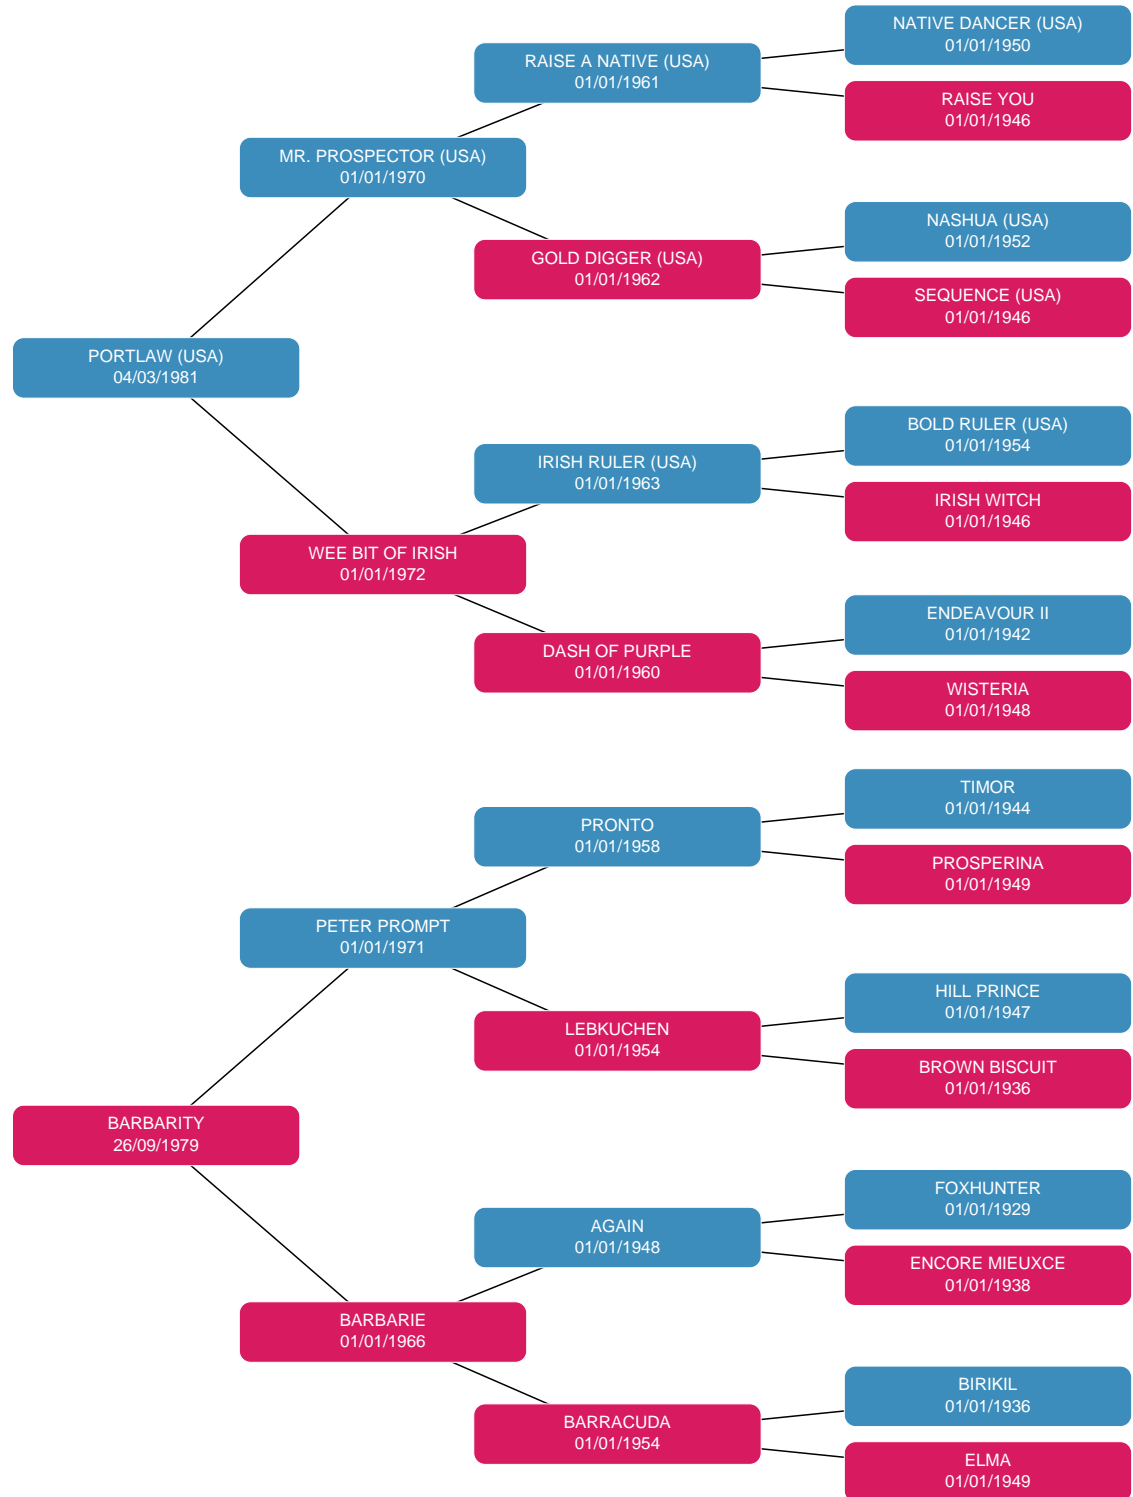 NATIVE DANCER (USA)
01/01/1950
RAISE A NATIVE (USA)
01/01/1961
RAISE YOU
01/01/1946
MR. PROSPECTOR (USA)
01/01/1970
NASHUA (USA)
01/01/1952
GOLD DIGGER (USA)
01/01/1962
SEQUENCE (USA)
01/01/1946
PORTLAW (USA)
04/03/1981
BOLD RULER (USA)
01/01/1954
IRISH RULER (USA)
01/01/1963
IRISH WITCH
01/01/1946
WEE BIT OF IRISH
01/01/1972
ENDEAVOUR II
01/01/1942
DASH OF PURPLE
01/01/1960
WISTERIA
01/01/1948
TIMOR
01/01/1944
PRONTO
01/01/1958
PROSPERINA
01/01/1949
PETER PROMPT
01/01/1971
HILL PRINCE
01/01/1947
LEBKUCHEN
01/01/1954
BROWN BISCUIT
01/01/1936
BARBARITY
26/09/1979
FOXHUNTER
01/01/1929
AGAIN
01/01/1948
ENCORE MIEUXCE
01/01/1938
BARBARIE
01/01/1966
BIRIKIL
01/01/1936
BARRACUDA
01/01/1954
ELMA
01/01/1949